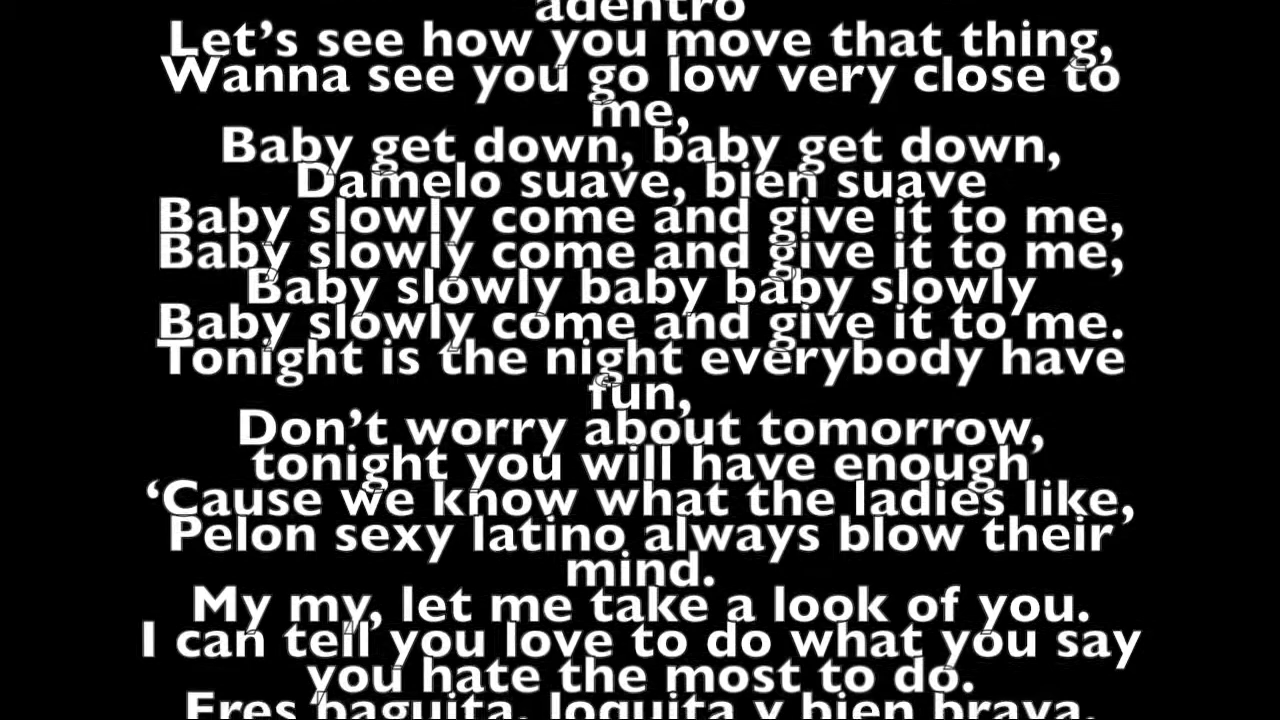 adentro
Let’s see how you move that thing,
Wanna see you go low very close to
me,
Baby get down, baby get down,
Damelo suave, bien suave
Baby slowly come and give it to me,
Baby slowly come and give it to me,
Baby slowly baby baby slowly
Baby slowly come and give it to me.
Tonight is the night everybody have
fun,
Don’t worry about tomorrow,
tonight you will have enough
‘Cause we know what the ladies like,
Pelon sexy latino always blow their
mind.
My my, let me take a look of you.
I can tell you love to do what you say
you hate the most to do.
Eres paguita, loquita y bien brava,